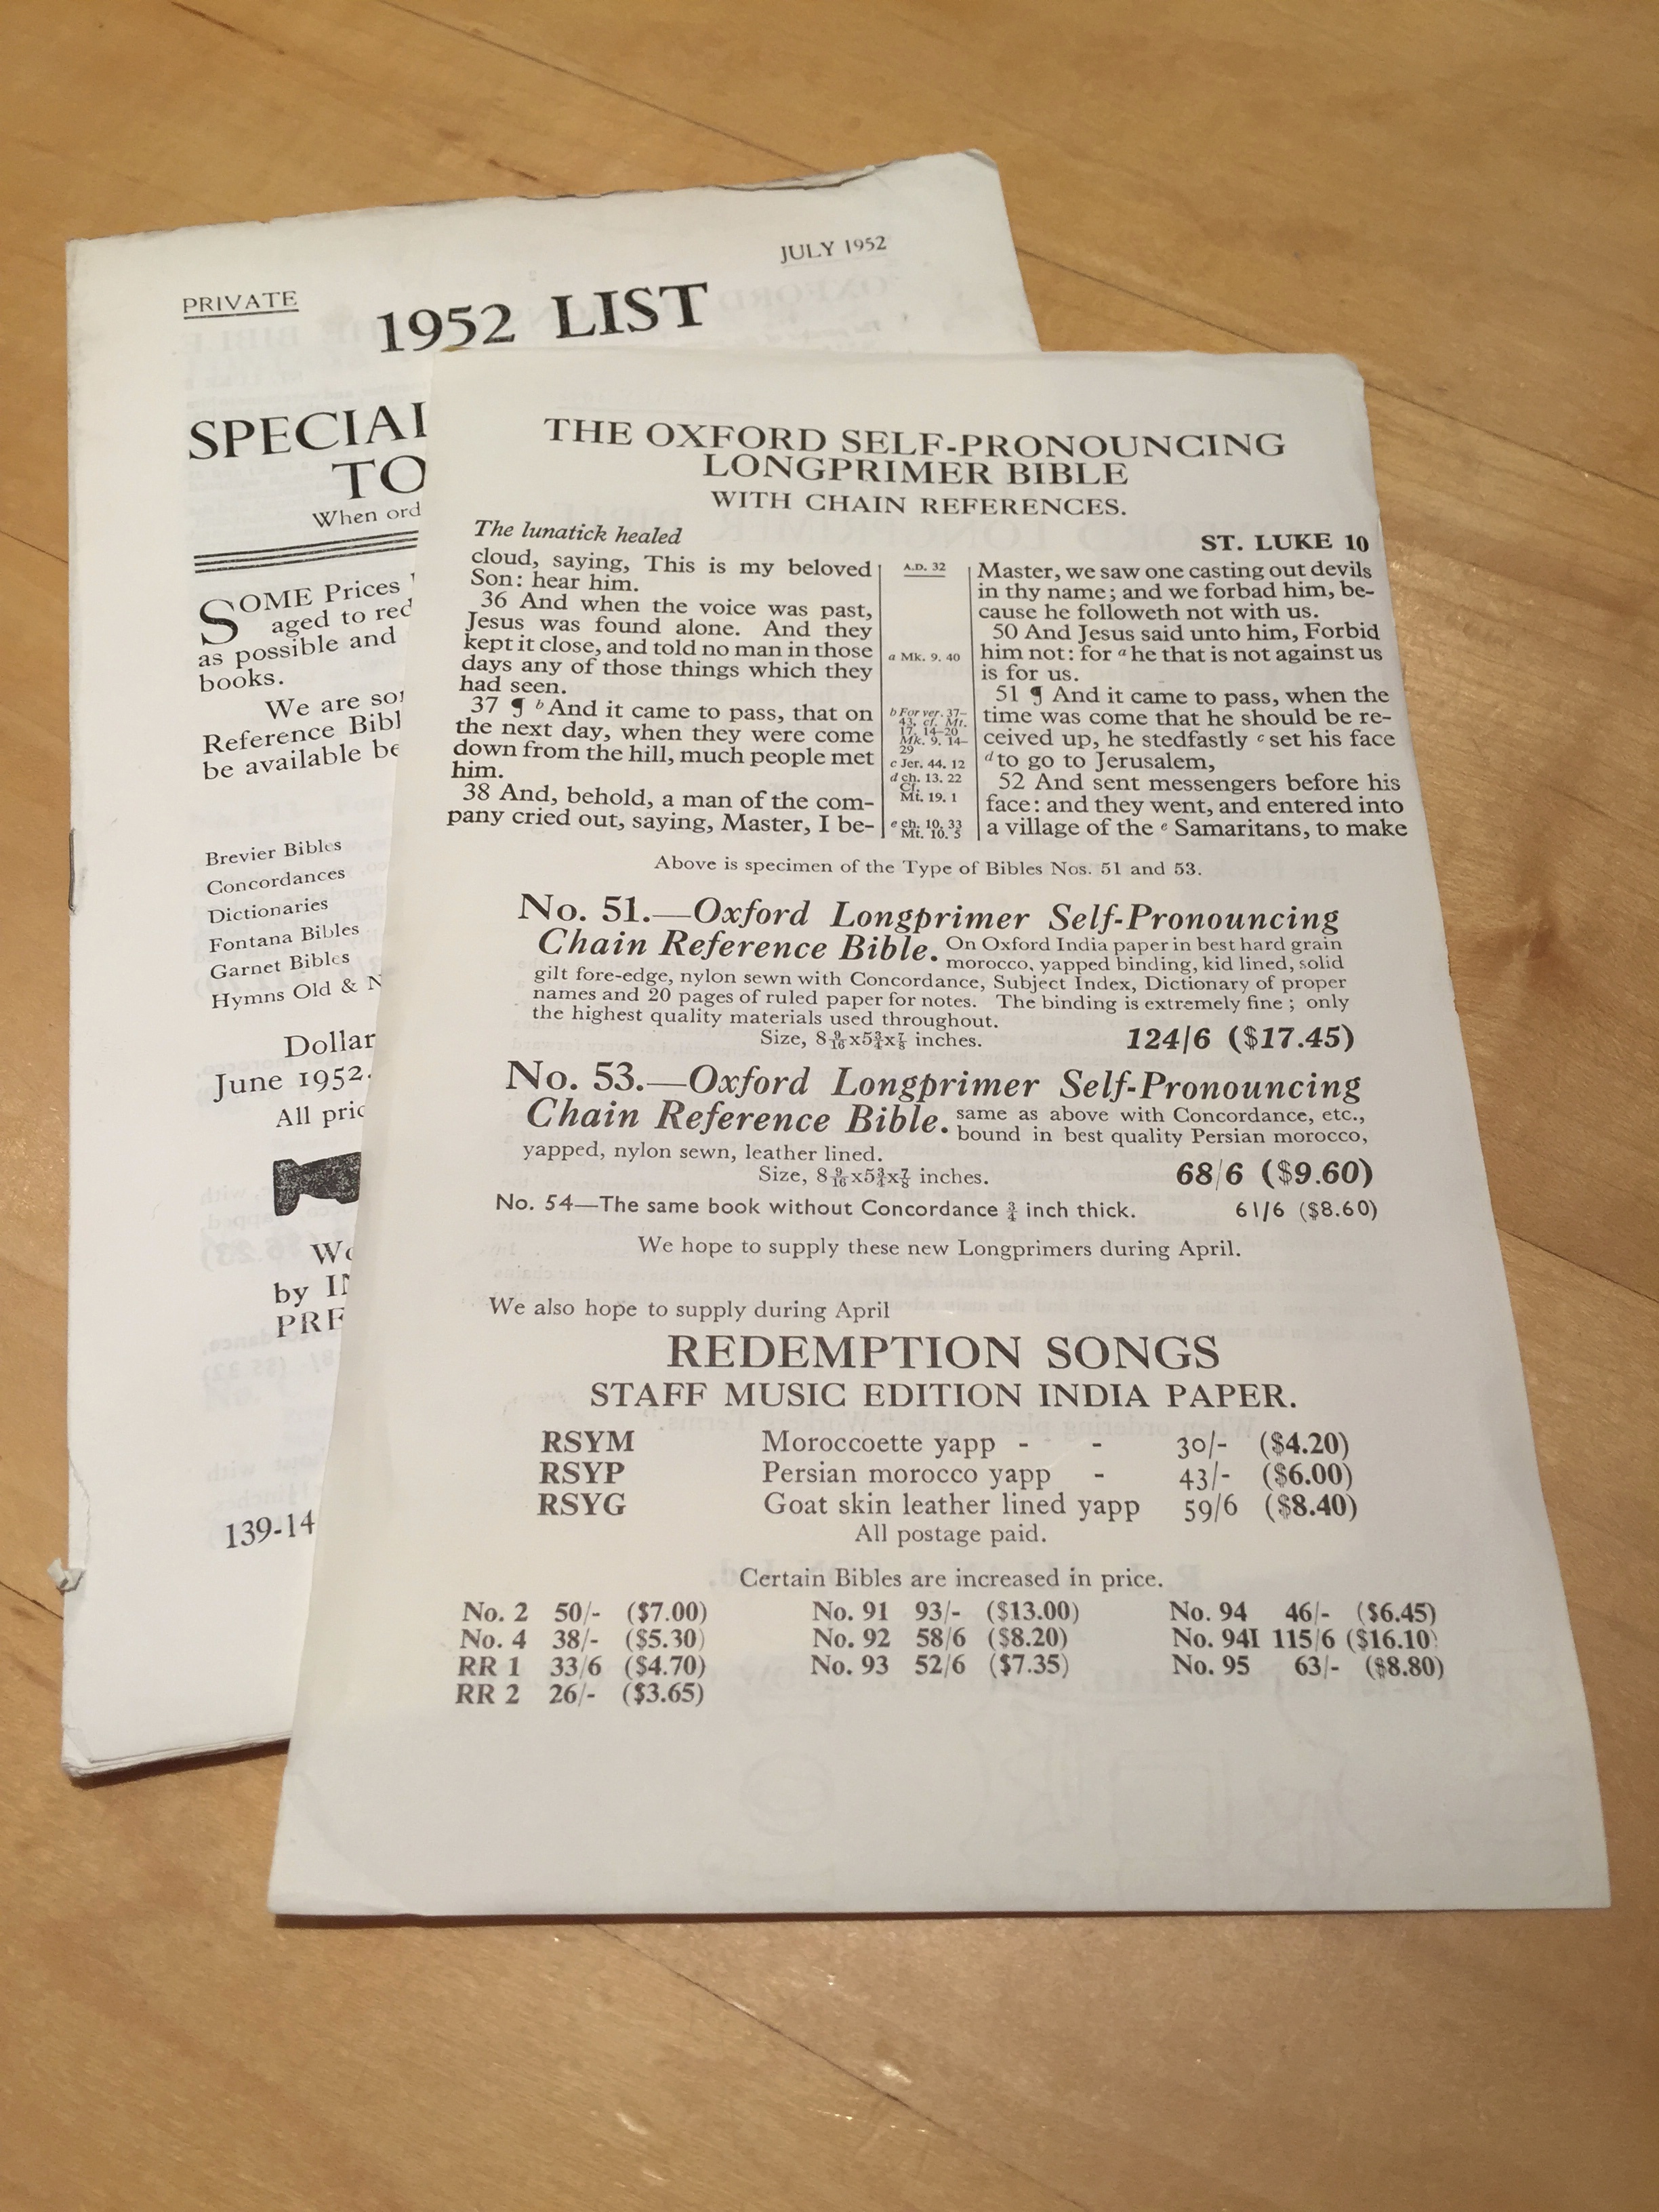 JULY 1952
PRIVATE
1952 LIST
SPECIAL
TO
When ord
SOME Prices
aged to red
as possible and
books.
We are sor
Reference Bibl
be available be
Brevier Bibles
Concordances
Dictionaries
Fontana Bibles
Garnet Bibles
Hymns Old & N
Dollar
June 1952.
All pric
Wo
by IN
PRE
139-14
THE OXFORD SELF-PRONOUNCING
LONGPRIMER BIBLE
WITH CHAIN REFERENCES.
The lunatick healed
ST. LUKE 10
cloud, saying, This is my beloved
Son: hear him.
36 And when the voice was past,
Jesus was found alone. And they
kept it close, and told no man in those
days any of those things which they
had seen.
37 ¶ b And it came to pass, that on
the next day, when they were come
down from the hill, much people met
him.
38 And, behold, a man of the com-
pany cried out, saying, Master, I be-
A.D. 32
a Mk. 9. 40
b For ver. 37-
43, cf. Mt.
17. 14-20
Mk. 9. 14-
29
c Jer. 44. 12
d ch. 13. 22
Cf.
Mt. 19. 1
e ch. 10. 33
Mt. 10. 5
Master, we saw one casting out devils
in thy name; and we forbad him, be-
cause he followeth not with us.
50 And Jesus said unto him, Forbid
him not: for a he that is not against us
is for us.
51 ¶ And it came to pass, when the
time was come that he should be re-
ceived up, he stedfastly c set his face
d to go to Jerusalem,
52 And sent messengers before his
face: and they went, and entered into
a village of the e Samaritans, to make
Above is specimen of the Type of Bibles Nos. 51 and 53.
No. 51.—Oxford Longprimer Self-Pronouncing
Chain Reference Bible. On Oxford India paper in best hard grain
morocco, yapped binding, kid lined, solid
gilt fore-edge, nylon sewn with Concordance, Subject Index, Dictionary of proper
names and 20 pages of ruled paper for notes. The binding is extremely fine; only
the highest quality materials used throughout.
Size, 8 9/16 x 5 3/4 x 7/8 inches. 124/6 ($17.45)
No. 53.—Oxford Longprimer Self-Pronouncing
Chain Reference Bible. same as above with Concordance, etc.,
bound in best quality Persian morocco,
yapped, nylon sewn, leather lined.
Size, 8 9/16 x 5 3/4 x 7/8 inches. 68/6 ($9.60)
No. 54—The same book without Concordance 3/4 inch thick. 61/6 ($8.60)
We hope to supply these new Longprimers during April.
We also hope to supply during April
REDEMPTION SONGS
STAFF MUSIC EDITION INDIA PAPER.
RSYM Moroccoette yapp - - 30/- ($4.20)
RSYP Persian morocco yapp - 43/- ($6.00)
RSYG Goat skin leather lined yapp 59/6 ($8.40)
All postage paid.
Certain Bibles are increased in price.
No. 2 50/- ($7.00) No. 91 93/- ($13.00) No. 94 46/- ($6.45)
No. 4 38/- ($5.30) No. 92 58/6 ($8.20) No. 94I 115/6 ($16.10)
RR 1 33/6 ($4.70) No. 93 52/6 ($7.35) No. 95 63/- ($8.80)
RR 2 26/- ($3.65)